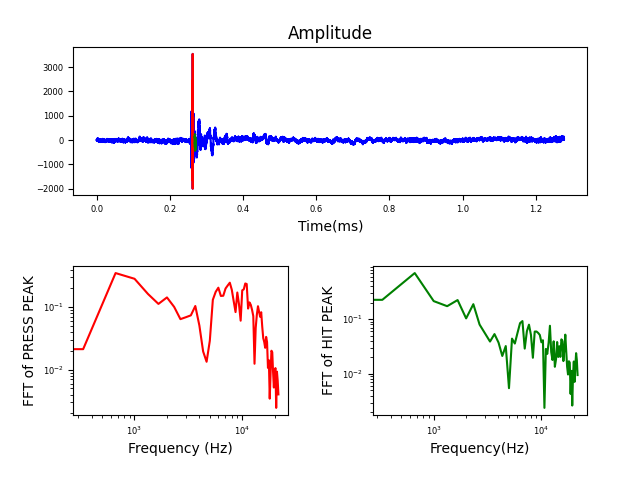 Amplitude
3000
2000
1000
0
−1000
−2000
0.0 0.2 0.4 0.6 0.8 1.0 1.2
Time(ms)
FFT of PRESS PEAK
10⁻¹
10⁻²
10³ 10⁴
Frequency (Hz)
FFT of HIT PEAK
10⁻¹
10⁻²
10³ 10⁴
Frequency(Hz)